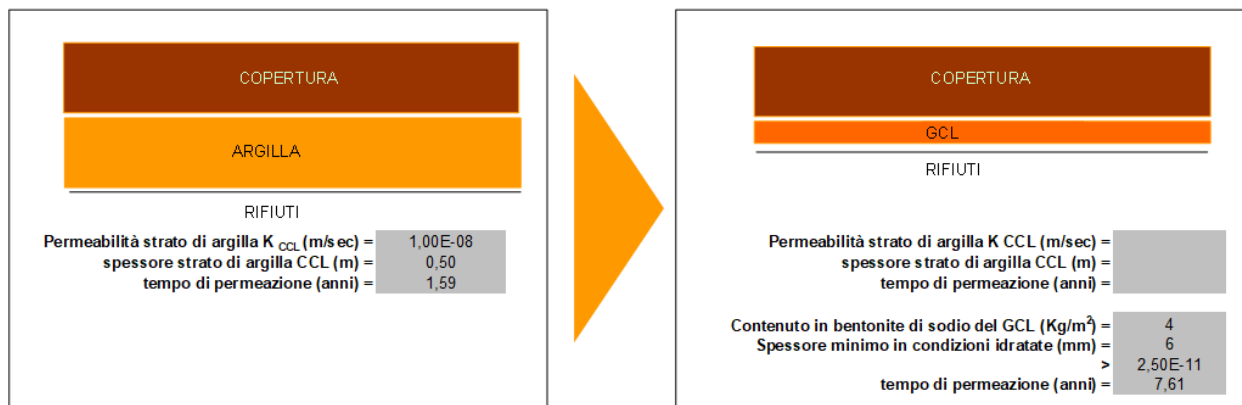 COPERTURA
ARGILLA
RIFIUTI
Permeabilità strato di argilla K CCL (m/sec) = 1,00E-08
spessore strato di argilla CCL (m) = 0,50
tempo di permeazione (anni) = 1,59
COPERTURA
GCL
RIFIUTI
Permeabilità strato di argilla K CCL (m/sec) =
spessore strato di argilla CCL (m) =
tempo di permeazione (anni) =
Contenuto in bentonite di sodio del GCL (Kg/m²) = 4
Spessore minimo in condizioni idratate (mm) = 6
> 2,50E-11
tempo di permeazione (anni) = 7,61